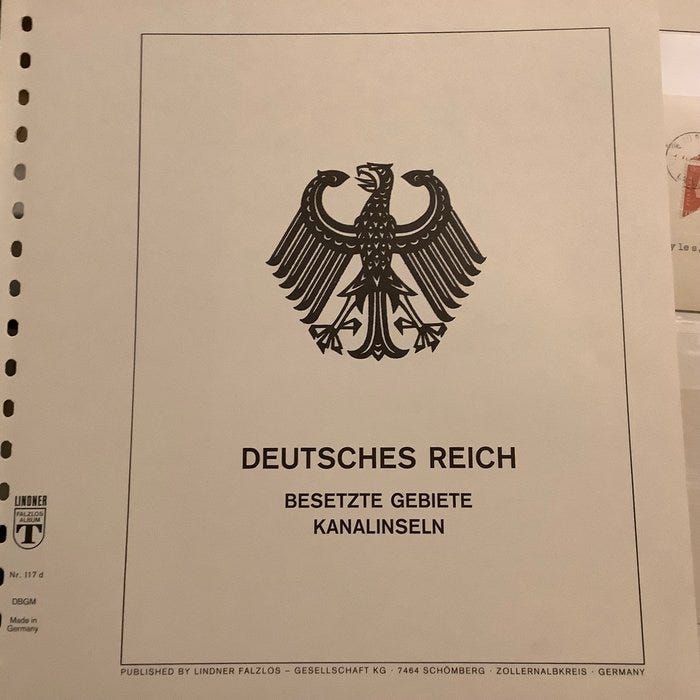 DEUTSCHES REICH
BESETZTE GEBIETE
KANALINSELN
LINDNER
FALZLOS
ALBUM
T
Nr. 117 d
DBGM
Made in
Germany
PUBLISHED BY LINDNER FALZLOS – GESELLSCHAFT KG · 7464 SCHÖMBERG · ZOLLERNALBKREIS · GERMANY